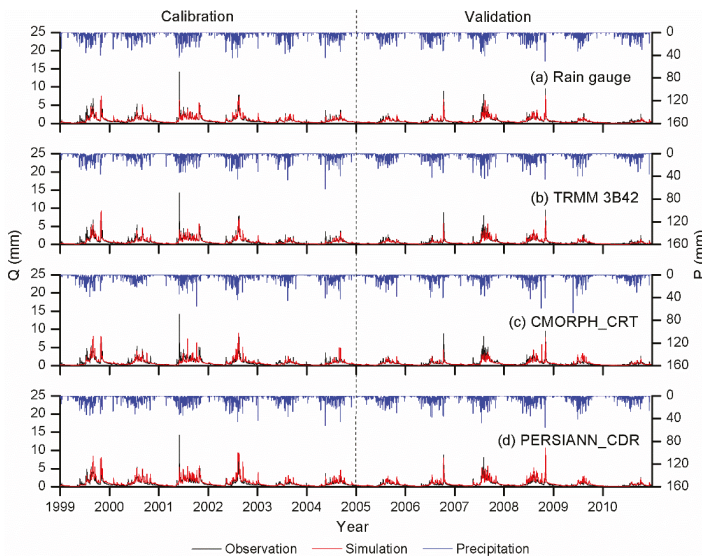 Calibration Validation
25 0
20 40
15 (a) Rain gauge
10 80
5 120
0 160
25 0
20 40
15 (b) TRMM 3B42
10 80
5 120
0 160
Q (mm) P (mm)
25 0
20 40
15 (c) CMORPH_CRT
10 80
5 120
0 160
25 0
20 40
15 (d) PERSIANN_CDR
10 80
5 120
0 160
1999 2000 2001 2002 2003 2004 2005 2006 2007 2008 2009 2010
Year
Observation Simulation Precipitation